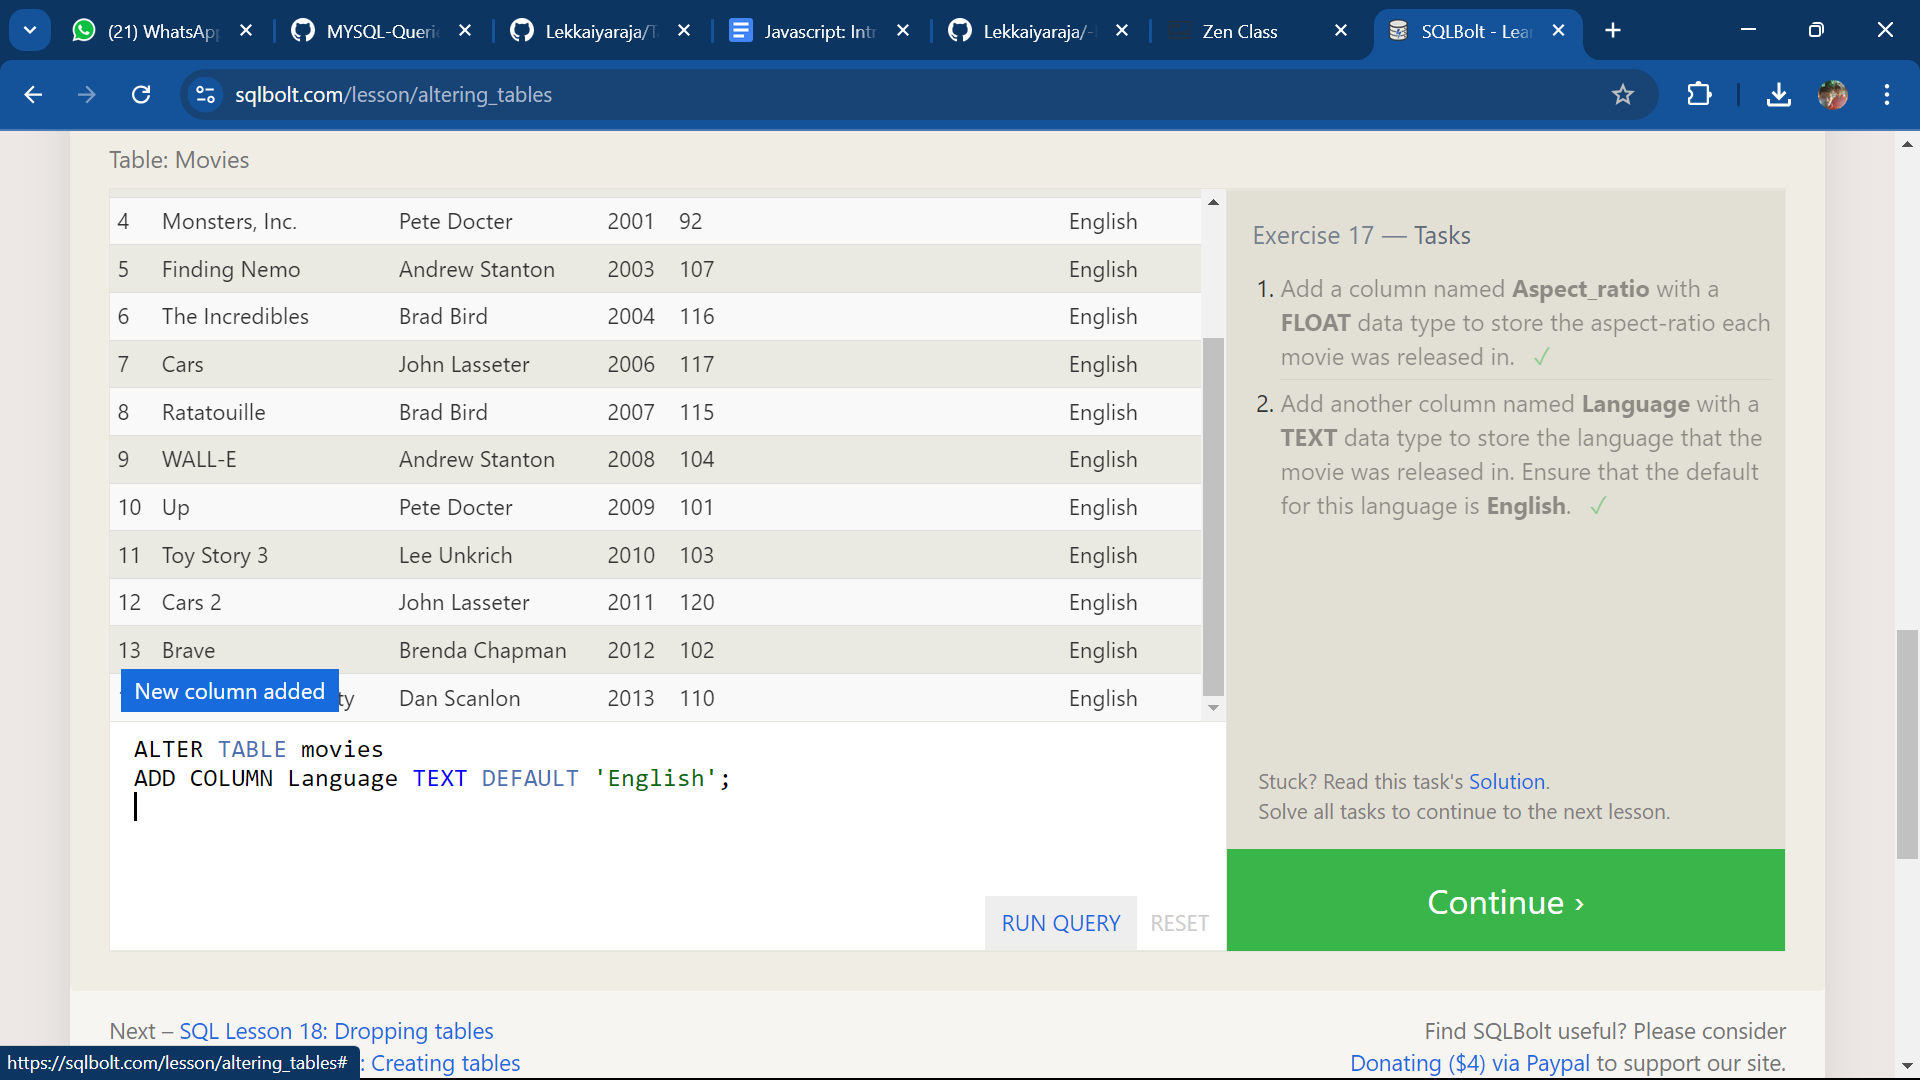 (21) WhatsApp
MYSQL-Querie
Lekkaiyaraja/T
Javascript: Intr
Lekkaiyaraja/-
Zen Class
SQLBolt - Lear
sqlbolt.com/lesson/altering_tables
Table: Movies
4 Monsters, Inc. Pete Docter 2001 92 English
5 Finding Nemo Andrew Stanton 2003 107 English
6 The Incredibles Brad Bird 2004 116 English
7 Cars John Lasseter 2006 117 English
8 Ratatouille Brad Bird 2007 115 English
9 WALL-E Andrew Stanton 2008 104 English
10 Up Pete Docter 2009 101 English
11 Toy Story 3 Lee Unkrich 2010 103 English
12 Cars 2 John Lasseter 2011 120 English
13 Brave Brenda Chapman 2012 102 English
ty Dan Scanlon 2013 110 English
New column added
ALTER TABLE movies
ADD COLUMN Language TEXT DEFAULT 'English';
RUN QUERY RESET
Exercise 17 — Tasks
1. Add a column named Aspect_ratio with a
FLOAT data type to store the aspect-ratio each
movie was released in. ✓
2. Add another column named Language with a
TEXT data type to store the language that the
movie was released in. Ensure that the default
for this language is English. ✓
Stuck? Read this task's Solution.
Solve all tasks to continue to the next lesson.
Continue ›
Next – SQL Lesson 18: Dropping tables
: Creating tables
Find SQLBolt useful? Please consider
Donating ($4) via Paypal to support our site.
https://sqlbolt.com/lesson/altering_tables#